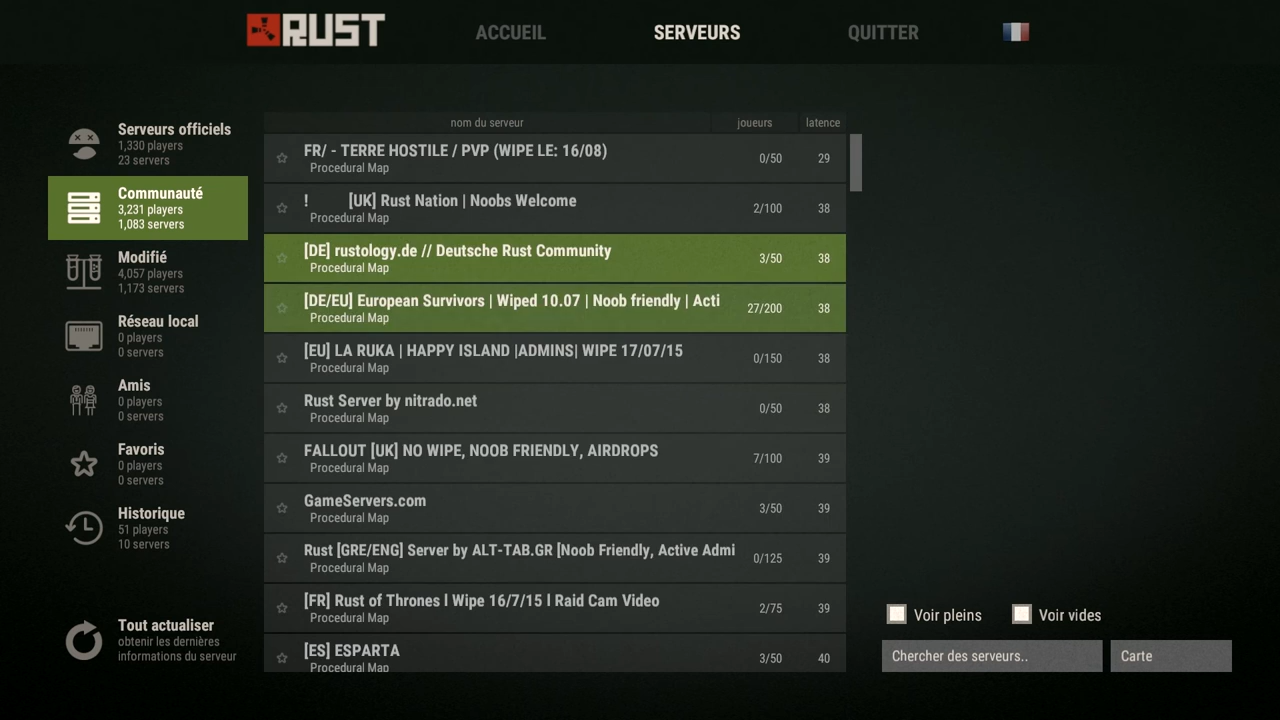 RUST
ACCUEIL
SERVEURS
QUITTER
Serveurs officiels
1,330 players
23 servers
Communauté
3,231 players
1,083 servers
Modifié
4,057 players
1,173 servers
Réseau local
0 players
0 servers
Amis
0 players
0 servers
Favoris
0 players
0 servers
Historique
51 players
10 servers
Tout actualiser
obtenir les dernières
informations du serveur
nom du serveur joueurs latence
FR/ - TERRE HOSTILE / PVP (WIPE LE: 16/08) 0/50 29
Procedural Map
! [UK] Rust Nation | Noobs Welcome 2/100 38
Procedural Map
[DE] rustology.de // Deutsche Rust Community 3/50 38
Procedural Map
[DE/EU] European Survivors | Wiped 10.07 | Noob friendly | Acti 27/200 38
Procedural Map
[EU] LA RUKA | HAPPY ISLAND |ADMINS| WIPE 17/07/15 0/150 38
Procedural Map
Rust Server by nitrado.net 0/50 38
Procedural Map
FALLOUT [UK] NO WIPE, NOOB FRIENDLY, AIRDROPS 7/100 39
Procedural Map
GameServers.com 3/50 39
Procedural Map
Rust [GRE/ENG] Server by ALT-TAB.GR [Noob Friendly, Active Admi 0/125 39
Procedural Map
[FR] Rust of Thrones l Wipe 16/7/15 l Raid Cam Video 2/75 39
Procedural Map
[ES] ESPARTA 3/50 40
Procedural Map
Voir pleins
Voir vides
Chercher des serveurs..
Carte